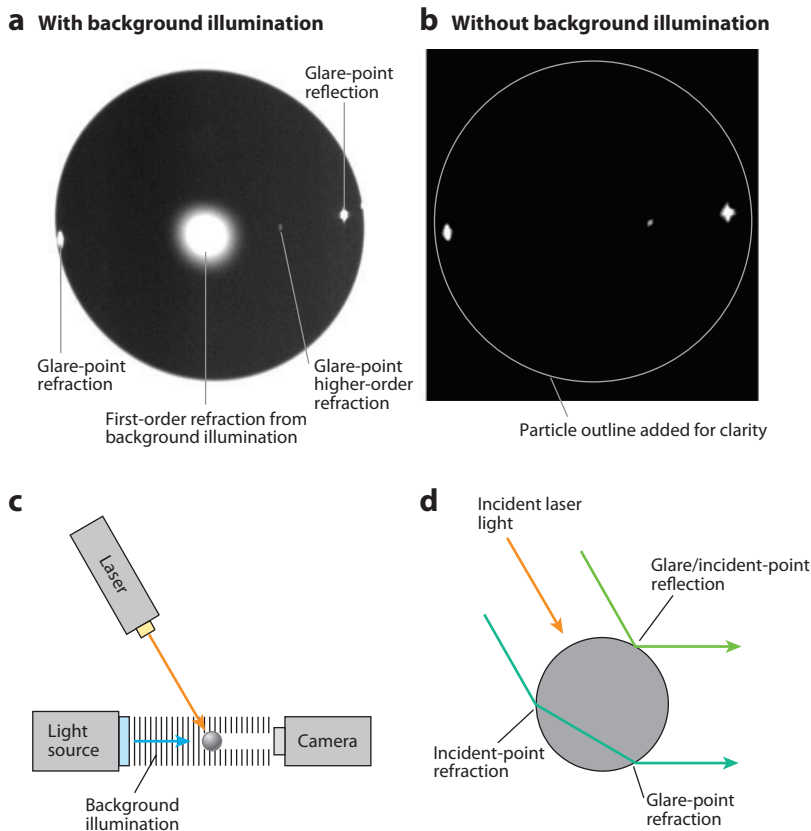 a With background illumination
Glare-point
reflection
Glare-point
refraction
First-order refraction from
background illumination
Glare-point
higher-order
refraction
b Without background illumination
Particle outline added for clarity
c
Laser
Light
source
Camera
Background
illumination
d
Incident laser
light
Glare/incident-point
reflection
Incident-point
refraction
Glare-point
refraction